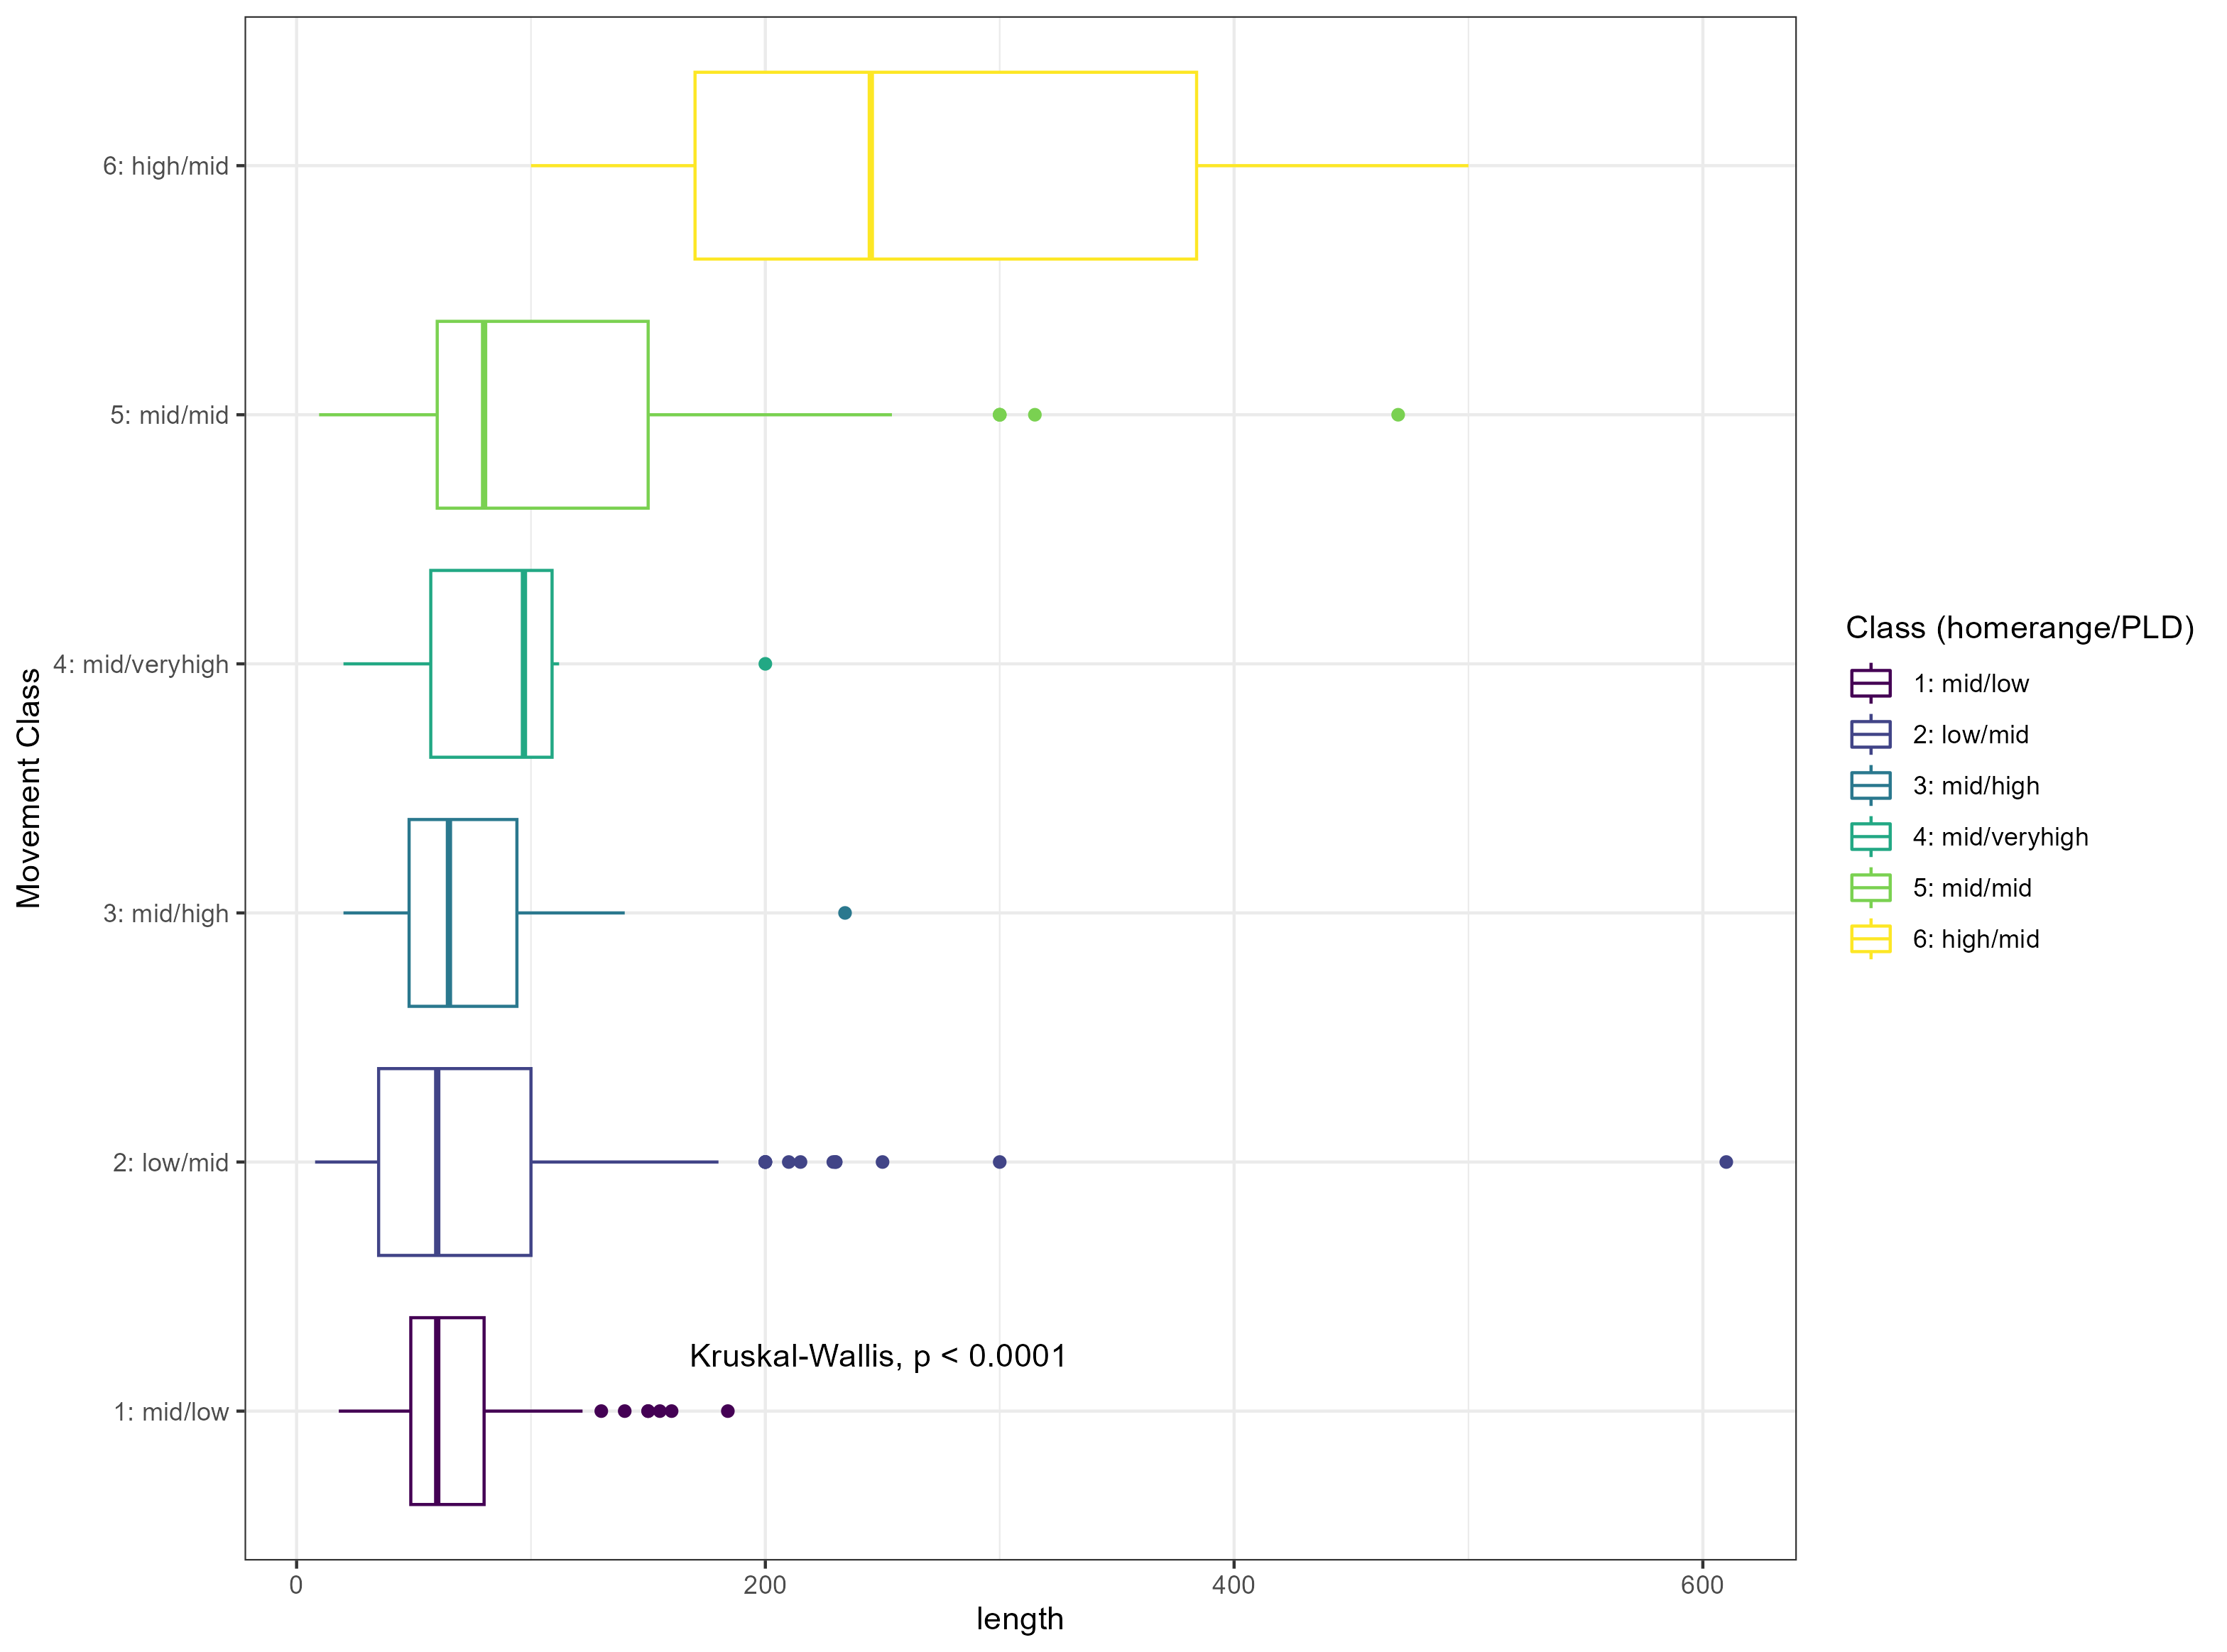 6: high/mid
5: mid/mid
4: mid/veryhigh
3: mid/high
2: low/mid
1: mid/low
Movement Class
Kruskal-Wallis, p < 0.0001
0 200 400 600
length
Class (homerange/PLD)
1: mid/low
2: low/mid
3: mid/high
4: mid/veryhigh
5: mid/mid
6: high/mid